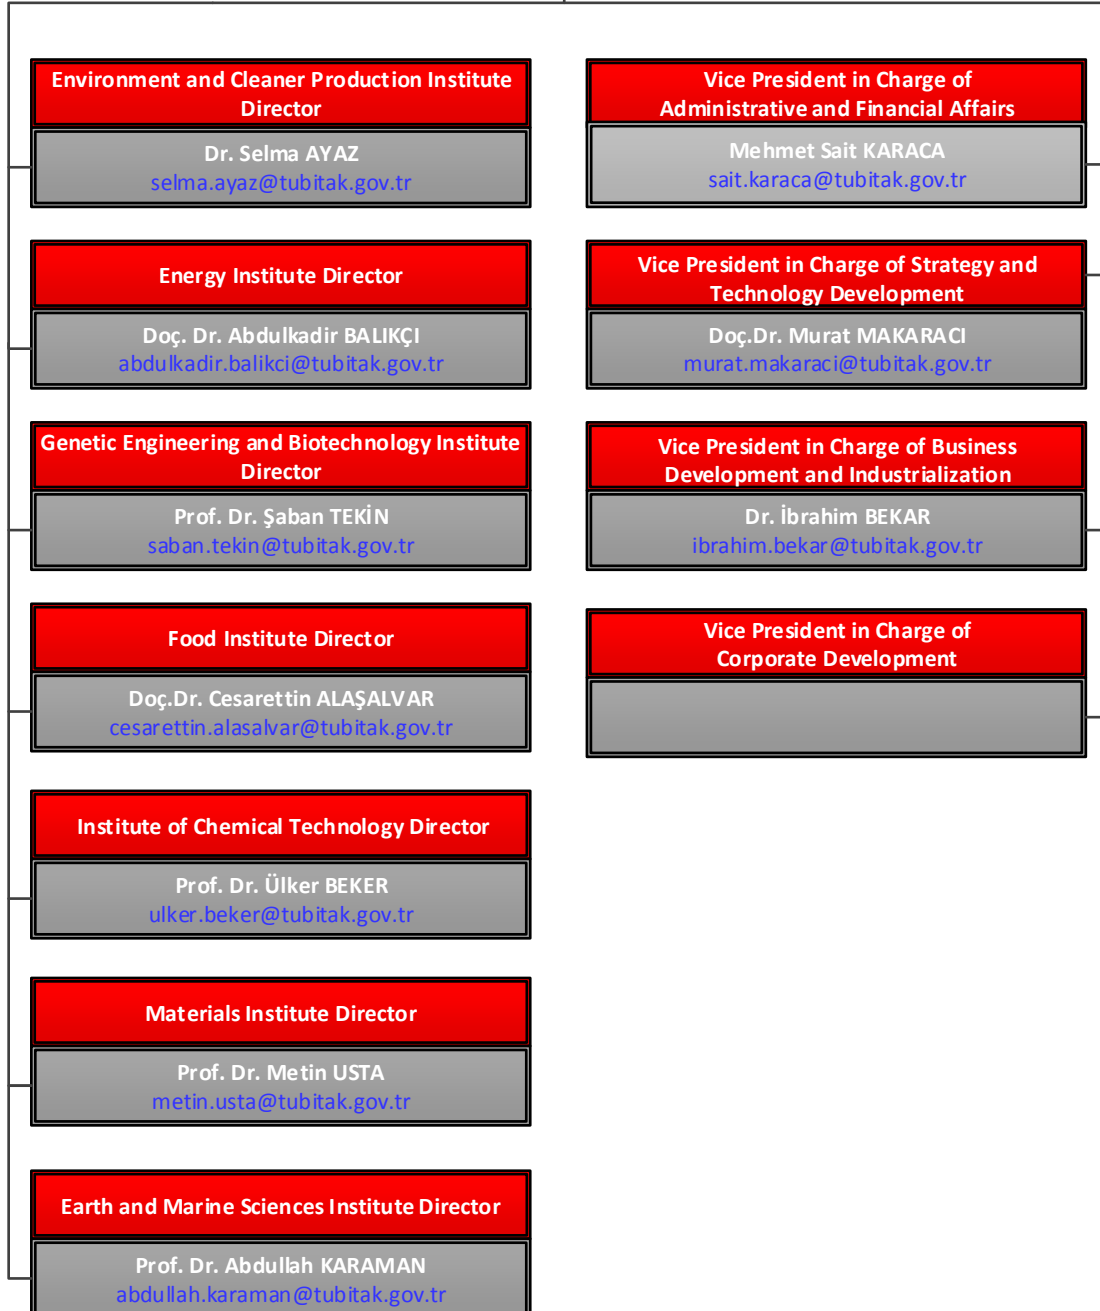 Environment and Cleaner Production Institute
Director
Dr. Selma AYAZ
selma.ayaz@tubitak.gov.tr
Energy Institute Director
Doç. Dr. Abdulkadir BALIKÇI
abdulkadir.balikci@tubitak.gov.tr
Genetic Engineering and Biotechnology Institute
Director
Prof. Dr. Şaban TEKİN
saban.tekin@tubitak.gov.tr
Food Institute Director
Doç.Dr. Cesarettin ALAŞALVAR
cesarettin.alasalvar@tubitak.gov.tr
Institute of Chemical Technology Director
Prof. Dr. Ülker BEKER
ulker.beker@tubitak.gov.tr
Materials Institute Director
Prof. Dr. Metin USTA
metin.usta@tubitak.gov.tr
Earth and Marine Sciences Institute Director
Prof. Dr. Abdullah KARAMAN
abdullah.karaman@tubitak.gov.tr
Vice President in Charge of
Administrative and Financial Affairs
Mehmet Sait KARACA
sait.karaca@tubitak.gov.tr
Vice President in Charge of Strategy and
Technology Development
Doç.Dr. Murat MAKARACI
murat.makaraci@tubitak.gov.tr
Vice President in Charge of Business
Development and Industrialization
Dr. İbrahim BEKAR
ibrahim.bekar@tubitak.gov.tr
Vice President in Charge of
Corporate Development